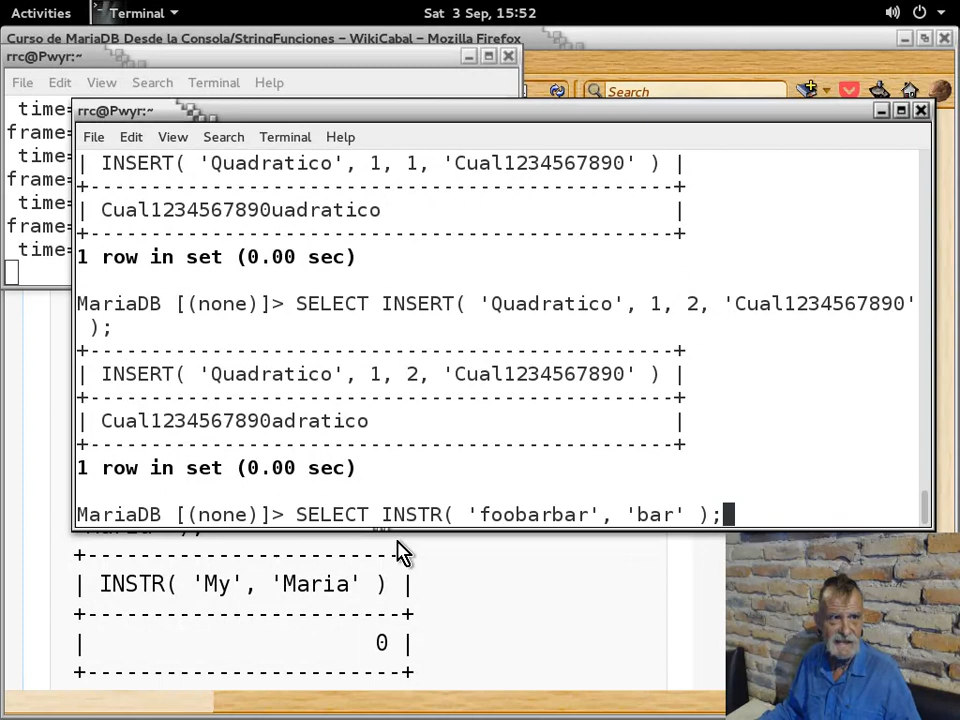 Activities Terminal Sat 3 Sep, 15:52
Curso de MariaDB Desde la Consola/StringFunciones – WikiCabal – Mozilla Firefox
rrc@Pwyr:~
File Edit View Search Terminal Help
Search
time=
frame=
time=
frame=
time=
frame=
time=
rrc@Pwyr:~
File Edit View Search Terminal Help
| INSERT( 'Quadratico', 1, 1, 'Cual1234567890' ) |
+--------------------------------------------------+
| Cual1234567890uadratico |
+--------------------------------------------------+
1 row in set (0.00 sec)
MariaDB [(none)]> SELECT INSERT( 'Quadratico', 1, 2, 'Cual1234567890'
);
+--------------------------------------------------+
| INSERT( 'Quadratico', 1, 2, 'Cual1234567890' ) |
+--------------------------------------------------+
| Cual1234567890adratico |
+--------------------------------------------------+
1 row in set (0.00 sec)
MariaDB [(none)]> SELECT INSTR( 'foobarbar', 'bar' );
+------------------------+
| INSTR( 'My', 'Maria' ) |
+------------------------+
| 0 |
+------------------------+